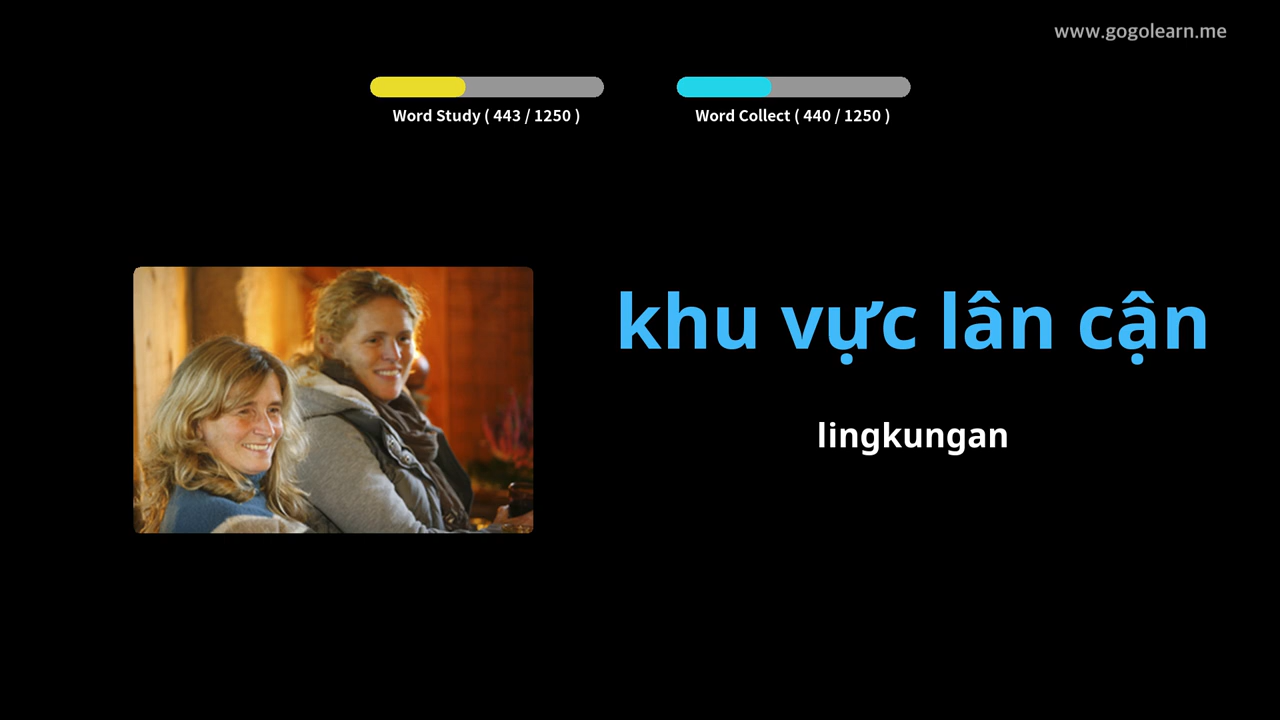 www.gogolearn.me
Word Study ( 443 / 1250 )
Word Collect ( 440 / 1250 )
khu vực lân cận
lingkungan